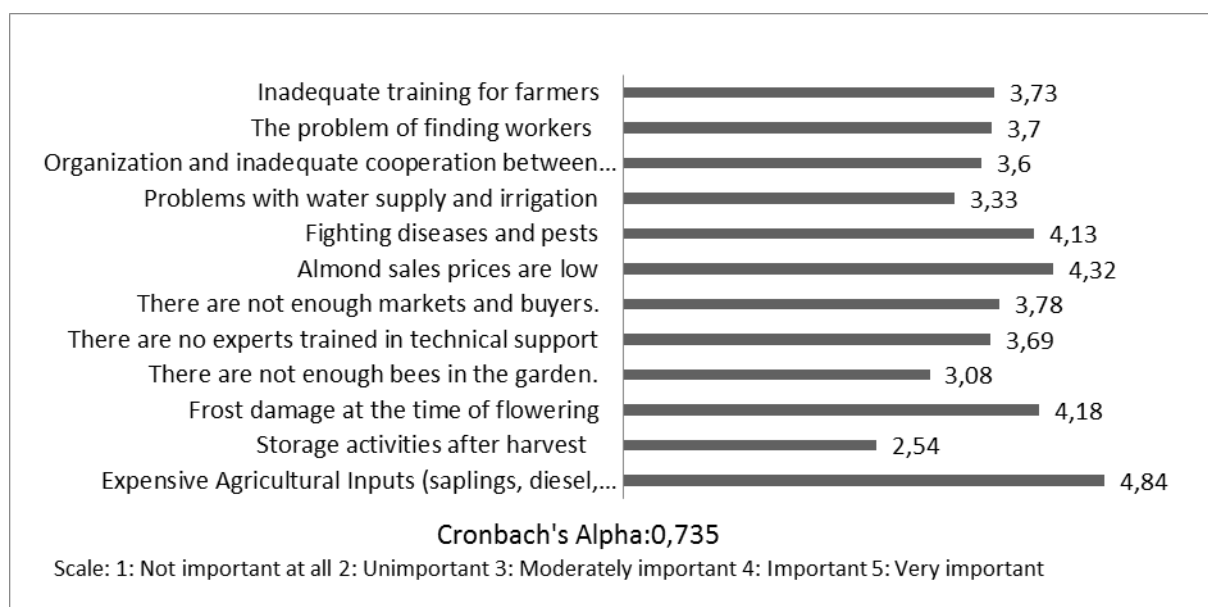 Inadequate training for farmers 3,73
The problem of finding workers 3,7
Organization and inadequate cooperation between... 3,6
Problems with water supply and irrigation 3,33
Fighting diseases and pests 4,13
Almond sales prices are low 4,32
There are not enough markets and buyers. 3,78
There are no experts trained in technical support 3,69
There are not enough bees in the garden. 3,08
Frost damage at the time of flowering 4,18
Storage activities after harvest 2,54
Expensive Agricultural Inputs (saplings, diesel,... 4,84
Cronbach's Alpha:0,735
Scale: 1: Not important at all 2: Unimportant 3: Moderately important 4: Important 5: Very important